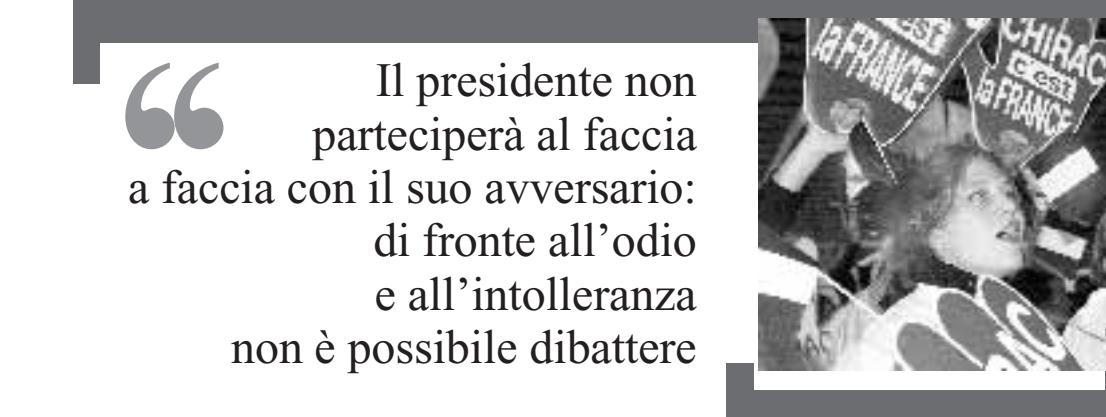 “
Il presidente non
parteciperà al faccia
a faccia con il suo avversario:
di fronte all’odio
e all’intolleranza
non è possibile dibattere
est
la FRANCE
CHIRAC
C'est
la FRANCE